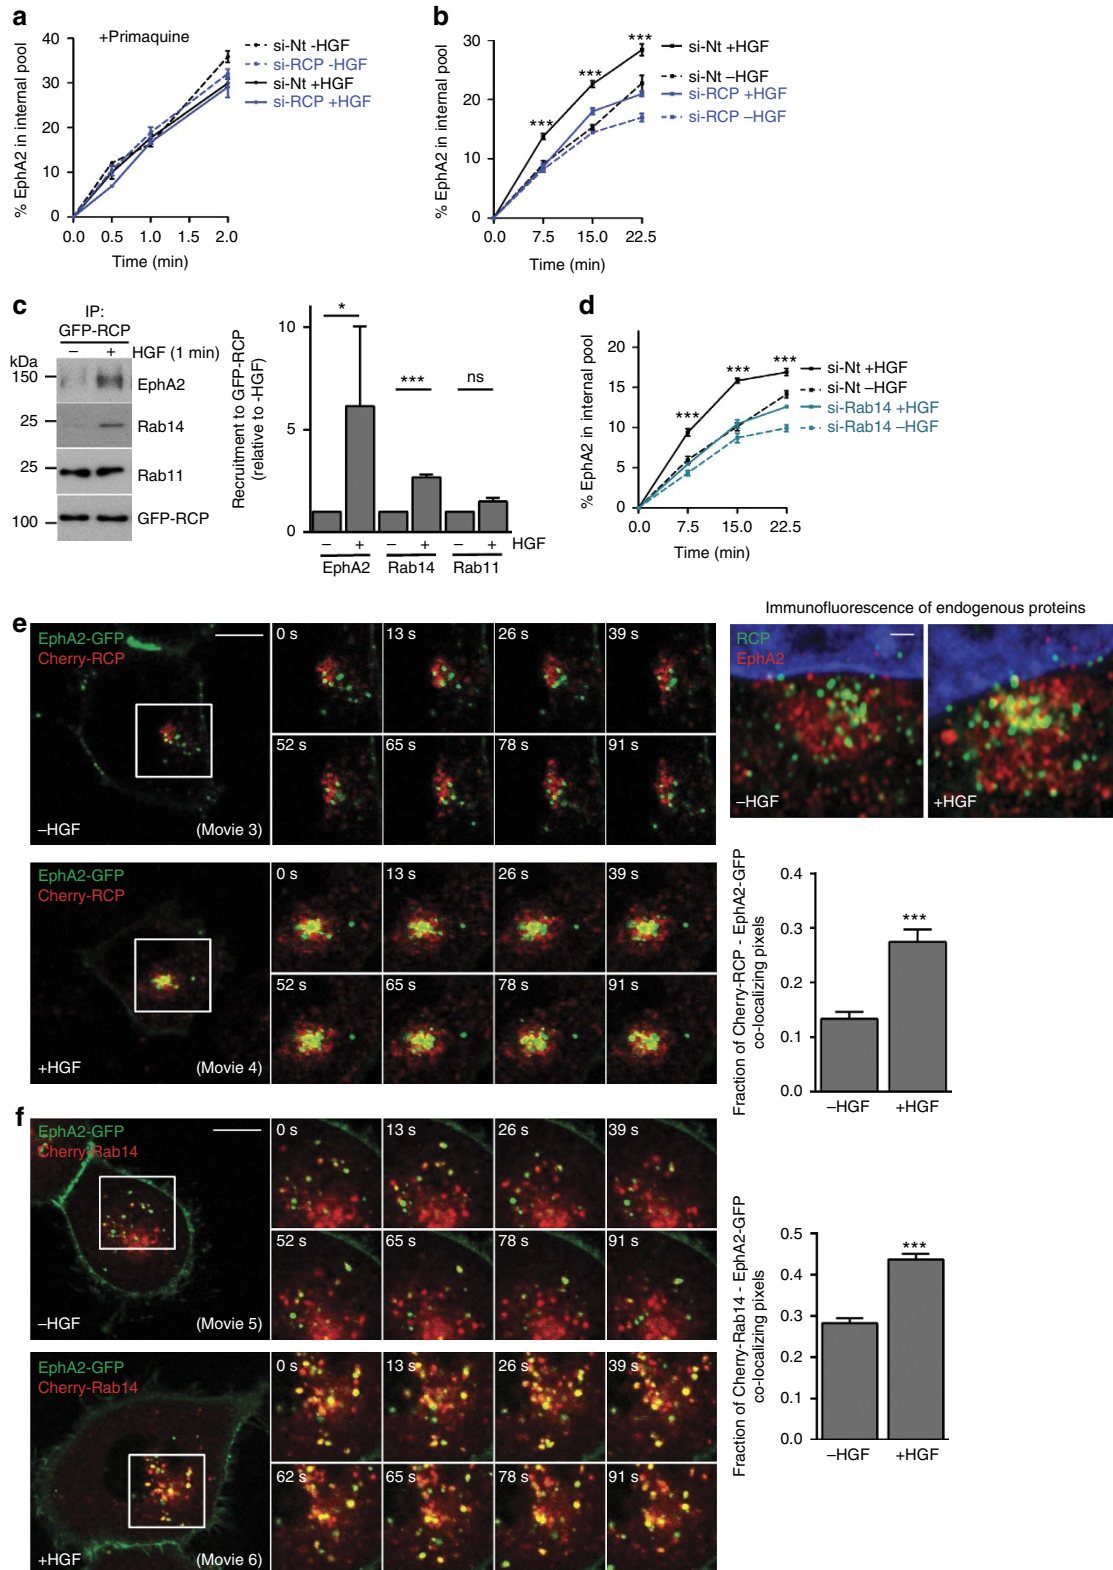 a
+Primaquine
% EphA2 in internal pool
40
30
20
10
0
0.0 0.5 1.0 1.5 2.0
Time (min)
si-Nt -HGF
si-RCP -HGF
si-Nt +HGF
si-RCP +HGF
b
% EphA2 in internal pool
30
20
10
0
*** *** ***
0.0 7.5 15.0 22.5
Time (min)
si-Nt +HGF
si-Nt –HGF
si-RCP +HGF
si-RCP –HGF
c
IP:
GFP-RCP
kDa – + HGF (1 min)
150 EphA2
25 Rab14
25 Rab11
100 GFP-RCP
Recruitment to GFP-RCP
(relative to -HGF)
10
5
0
* *** ns
– + – + – + HGF
EphA2 Rab14 Rab11
d
% EphA2 in internal pool
20
15
10
5
0
*** *** ***
0.0 7.5 15.0 22.5
Time (min)
si-Nt +HGF
si-Nt –HGF
si-Rab14 +HGF
si-Rab14 –HGF
e
EphA2-GFP
Cherry-RCP
–HGF (Movie 3)
0 s 13 s 26 s 39 s
52 s 65 s 78 s 91 s
Immunofluorescence of endogenous proteins
RCP
EphA2
–HGF +HGF
EphA2-GFP
Cherry-RCP
+HGF (Movie 4)
0 s 13 s 26 s 39 s
52 s 65 s 78 s 91 s
Fraction of Cherry-RCP - EphA2-GFP
co-localizing pixels
0.4
0.3
0.2
0.1
0.0
***
–HGF +HGF
f
EphA2-GFP
Cherry-Rab14
–HGF (Movie 5)
0 s 13 s 26 s 39 s
52 s 65 s 78 s 91 s
EphA2-GFP
Cherry-Rab14
+HGF (Movie 6)
0 s 13 s 26 s 39 s
62 s 65 s 78 s 91 s
Fraction of Cherry-Rab14 - EphA2-GFP
co-localizing pixels
0.5
0.4
0.3
0.2
0.1
0.0
***
–HGF +HGF